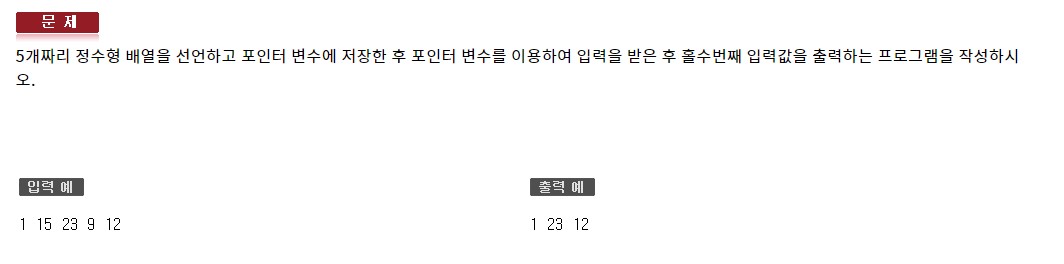 문 제
5개짜리 정수형 배열을 선언하고 포인터 변수에 저장한 후 포인터 변수를 이용하여 입력을 받은 후 홀수번째 입력값을 출력하는 프로그램을 작성하시
오.
입력 예
출력 예
1 15 23 9 12
1 23 12